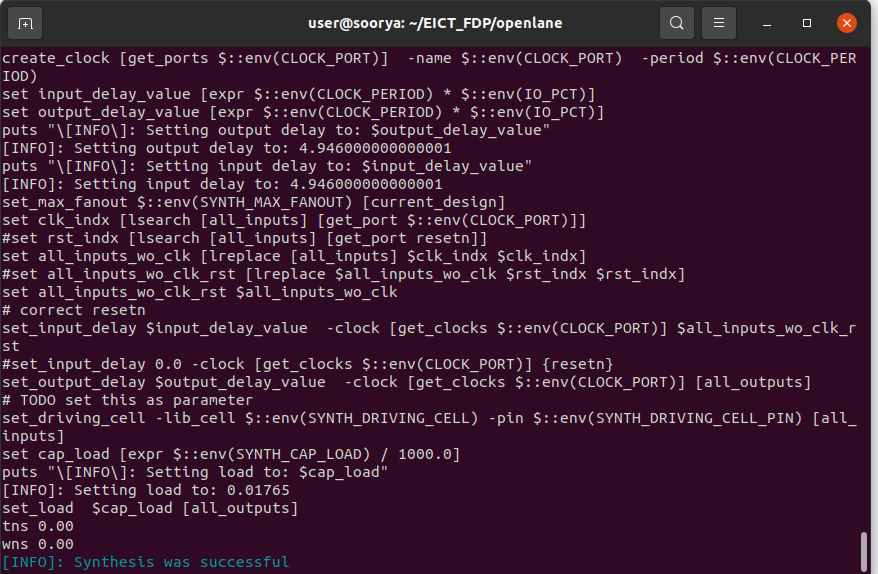 user@soorya: ~/EICT_FDP/openlane
create_clock [get_ports $::env(CLOCK_PORT)]  -name $::env(CLOCK_PORT)  -period $::env(CLOCK_PER
IOD)
set input_delay_value [expr $::env(CLOCK_PERIOD) * $::env(IO_PCT)]
set output_delay_value [expr $::env(CLOCK_PERIOD) * $::env(IO_PCT)]
puts "\[INFO\]: Setting output delay to: $output_delay_value"
[INFO]: Setting output delay to: 4.946000000000001
puts "\[INFO\]: Setting input delay to: $input_delay_value"
[INFO]: Setting input delay to: 4.946000000000001
set_max_fanout $::env(SYNTH_MAX_FANOUT) [current_design]
set clk_indx [lsearch [all_inputs] [get_port $::env(CLOCK_PORT)]]
#set rst_indx [lsearch [all_inputs] [get_port resetn]]
set all_inputs_wo_clk [lreplace [all_inputs] $clk_indx $clk_indx]
#set all_inputs_wo_clk_rst [lreplace $all_inputs_wo_clk $rst_indx $rst_indx]
set all_inputs_wo_clk_rst $all_inputs_wo_clk
# correct resetn
set_input_delay $input_delay_value  -clock [get_clocks $::env(CLOCK_PORT)] $all_inputs_wo_clk_r
st
#set_input_delay 0.0 -clock [get_clocks $::env(CLOCK_PORT)] {resetn}
set_output_delay $output_delay_value  -clock [get_clocks $::env(CLOCK_PORT)] [all_outputs]
# TODO set this as parameter
set_driving_cell -lib_cell $::env(SYNTH_DRIVING_CELL) -pin $::env(SYNTH_DRIVING_CELL_PIN) [all_
inputs]
set cap_load [expr $::env(SYNTH_CAP_LOAD) / 1000.0]
puts "\[INFO\]: Setting load to: $cap_load"
[INFO]: Setting load to: 0.01765
set_load  $cap_load [all_outputs]
tns 0.00
wns 0.00
[INFO]: Synthesis was successful